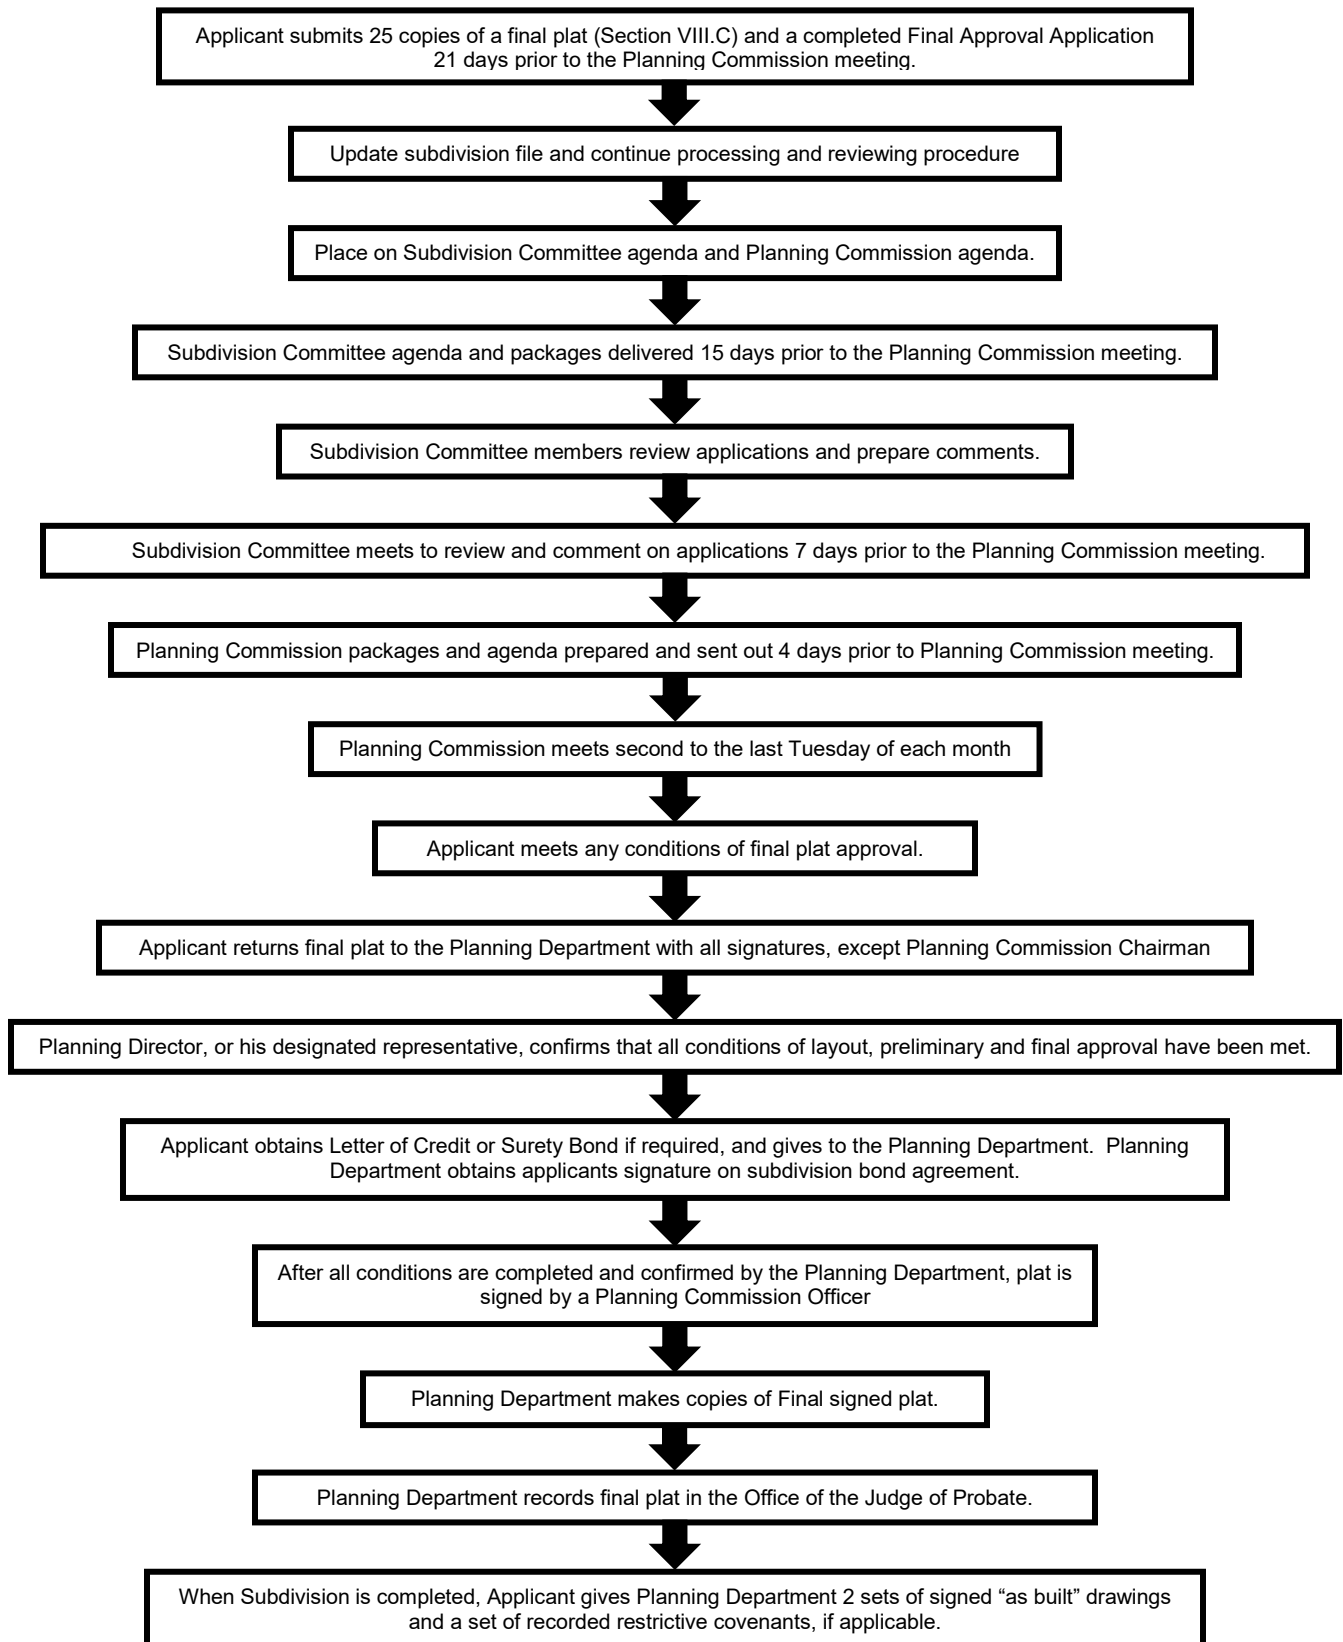 Applicant submits 25 copies of a final plat (Section VIII.C) and a completed Final Approval Application
21 days prior to the Planning Commission meeting.
Update subdivision file and continue processing and reviewing procedure
Place on Subdivision Committee agenda and Planning Commission agenda.
Subdivision Committee agenda and packages delivered 15 days prior to the Planning Commission meeting.
Subdivision Committee members review applications and prepare comments.
Subdivision Committee meets to review and comment on applications 7 days prior to the Planning Commission meeting.
Planning Commission packages and agenda prepared and sent out 4 days prior to Planning Commission meeting.
Planning Commission meets second to the last Tuesday of each month
Applicant meets any conditions of final plat approval.
Applicant returns final plat to the Planning Department with all signatures, except Planning Commission Chairman
Planning Director, or his designated representative, confirms that all conditions of layout, preliminary and final approval have been met.
Applicant obtains Letter of Credit or Surety Bond if required, and gives to the Planning Department.  Planning
Department obtains applicants signature on subdivision bond agreement.
After all conditions are completed and confirmed by the Planning Department, plat is
signed by a Planning Commission Officer
Planning Department makes copies of Final signed plat.
Planning Department records final plat in the Office of the Judge of Probate.
When Subdivision is completed, Applicant gives Planning Department 2 sets of signed “as built” drawings
and a set of recorded restrictive covenants, if applicable.